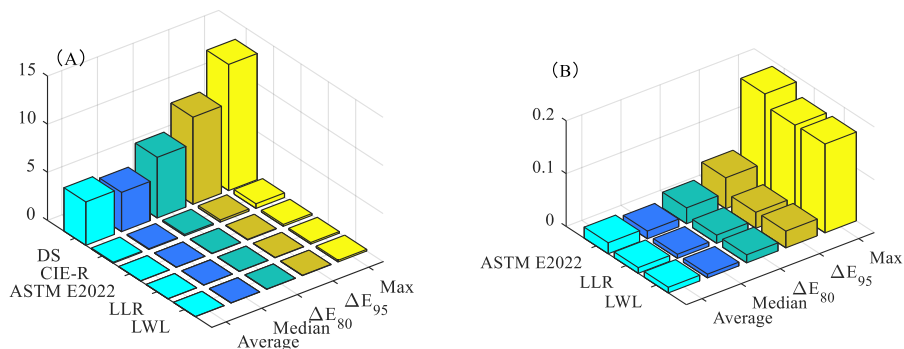 (A)
15
10
5
0
DS
CIE-R
ASTM E2022
LLR
LWL
Average
Median
ΔE80
ΔE95
Max
(B)
0.2
0.1
0
ASTM E2022
LLR
LWL
Average
Median
ΔE80
ΔE95
Max